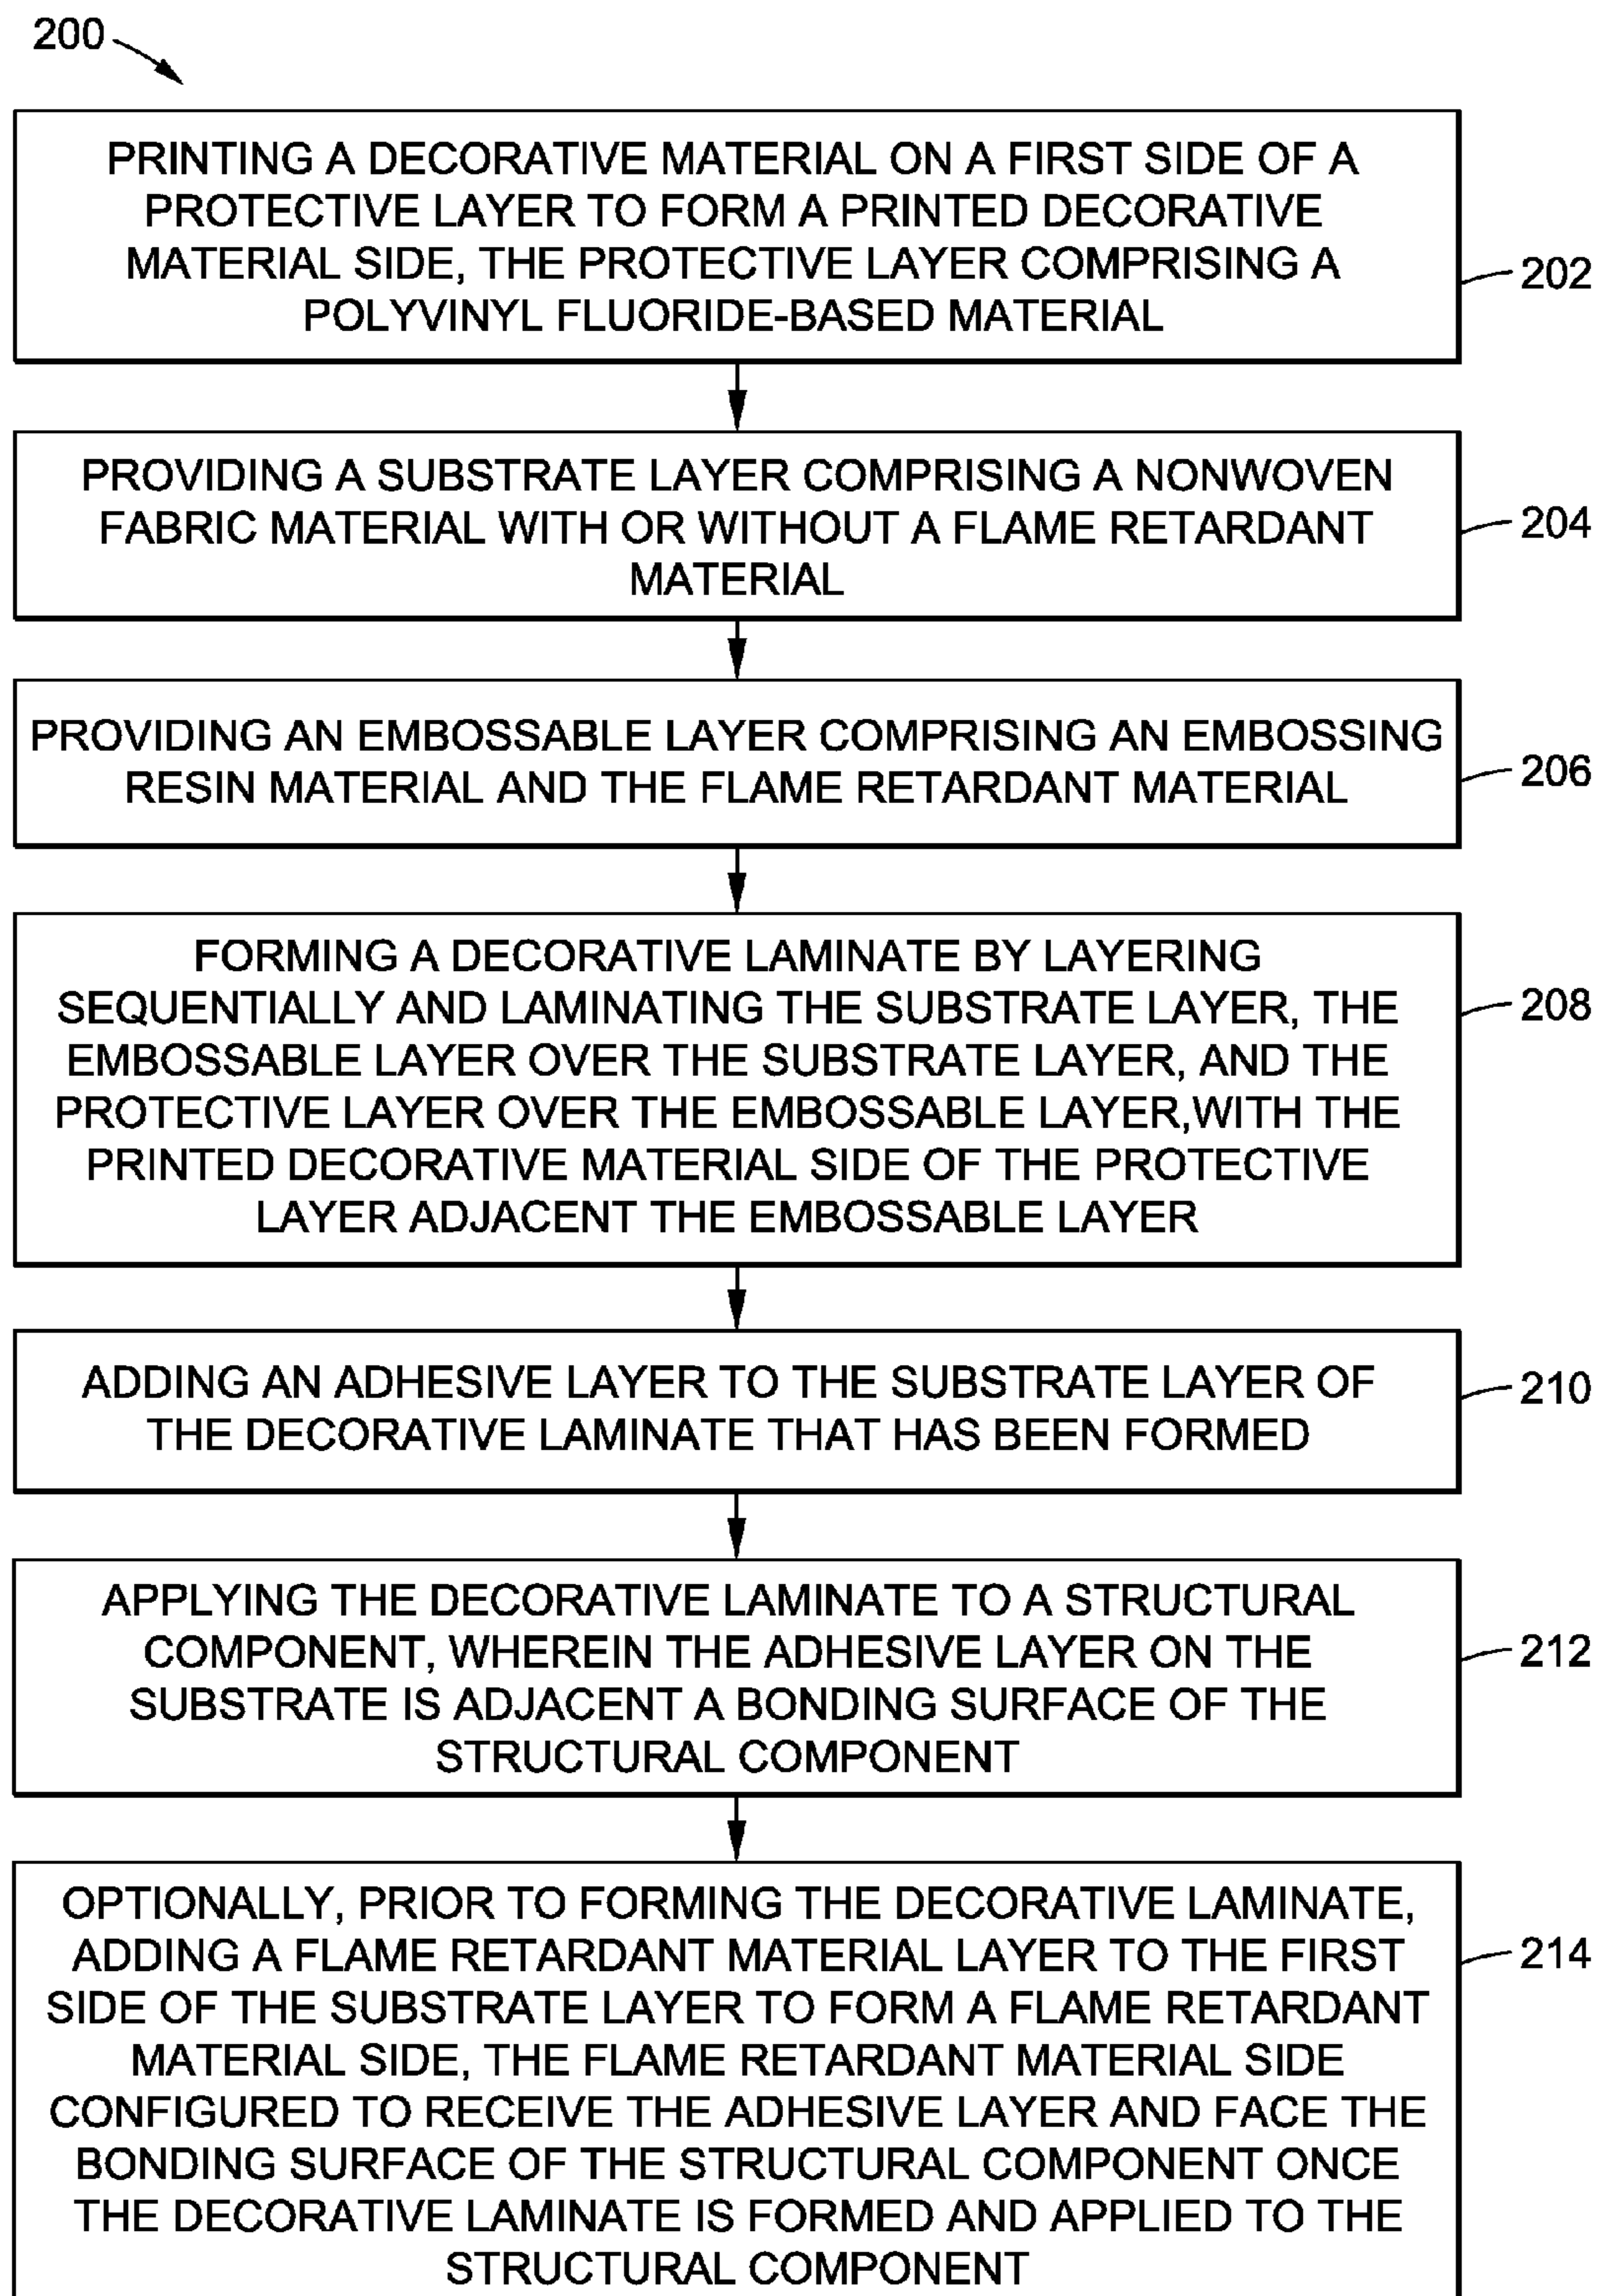 200
PRINTING A DECORATIVE MATERIAL ON A FIRST SIDE OF A
PROTECTIVE LAYER TO FORM A PRINTED DECORATIVE
MATERIAL SIDE, THE PROTECTIVE LAYER COMPRISING A
POLYVINYL FLUORIDE-BASED MATERIAL
202
PROVIDING A SUBSTRATE LAYER COMPRISING A NONWOVEN
FABRIC MATERIAL WITH OR WITHOUT A FLAME RETARDANT
MATERIAL
204
PROVIDING AN EMBOSSABLE LAYER COMPRISING AN EMBOSSING
RESIN MATERIAL AND THE FLAME RETARDANT MATERIAL
206
FORMING A DECORATIVE LAMINATE BY LAYERING
SEQUENTIALLY AND LAMINATING THE SUBSTRATE LAYER, THE
EMBOSSABLE LAYER OVER THE SUBSTRATE LAYER, AND THE
PROTECTIVE LAYER OVER THE EMBOSSABLE LAYER,WITH THE
PRINTED DECORATIVE MATERIAL SIDE OF THE PROTECTIVE
LAYER ADJACENT THE EMBOSSABLE LAYER
208
ADDING AN ADHESIVE LAYER TO THE SUBSTRATE LAYER OF
THE DECORATIVE LAMINATE THAT HAS BEEN FORMED
210
APPLYING THE DECORATIVE LAMINATE TO A STRUCTURAL
COMPONENT, WHEREIN THE ADHESIVE LAYER ON THE
SUBSTRATE IS ADJACENT A BONDING SURFACE OF THE
STRUCTURAL COMPONENT
212
OPTIONALLY, PRIOR TO FORMING THE DECORATIVE LAMINATE,
ADDING A FLAME RETARDANT MATERIAL LAYER TO THE FIRST
SIDE OF THE SUBSTRATE LAYER TO FORM A FLAME RETARDANT
MATERIAL SIDE, THE FLAME RETARDANT MATERIAL SIDE
CONFIGURED TO RECEIVE THE ADHESIVE LAYER AND FACE THE
BONDING SURFACE OF THE STRUCTURAL COMPONENT ONCE
THE DECORATIVE LAMINATE IS FORMED AND APPLIED TO THE
STRUCTURAL COMPONENT
214